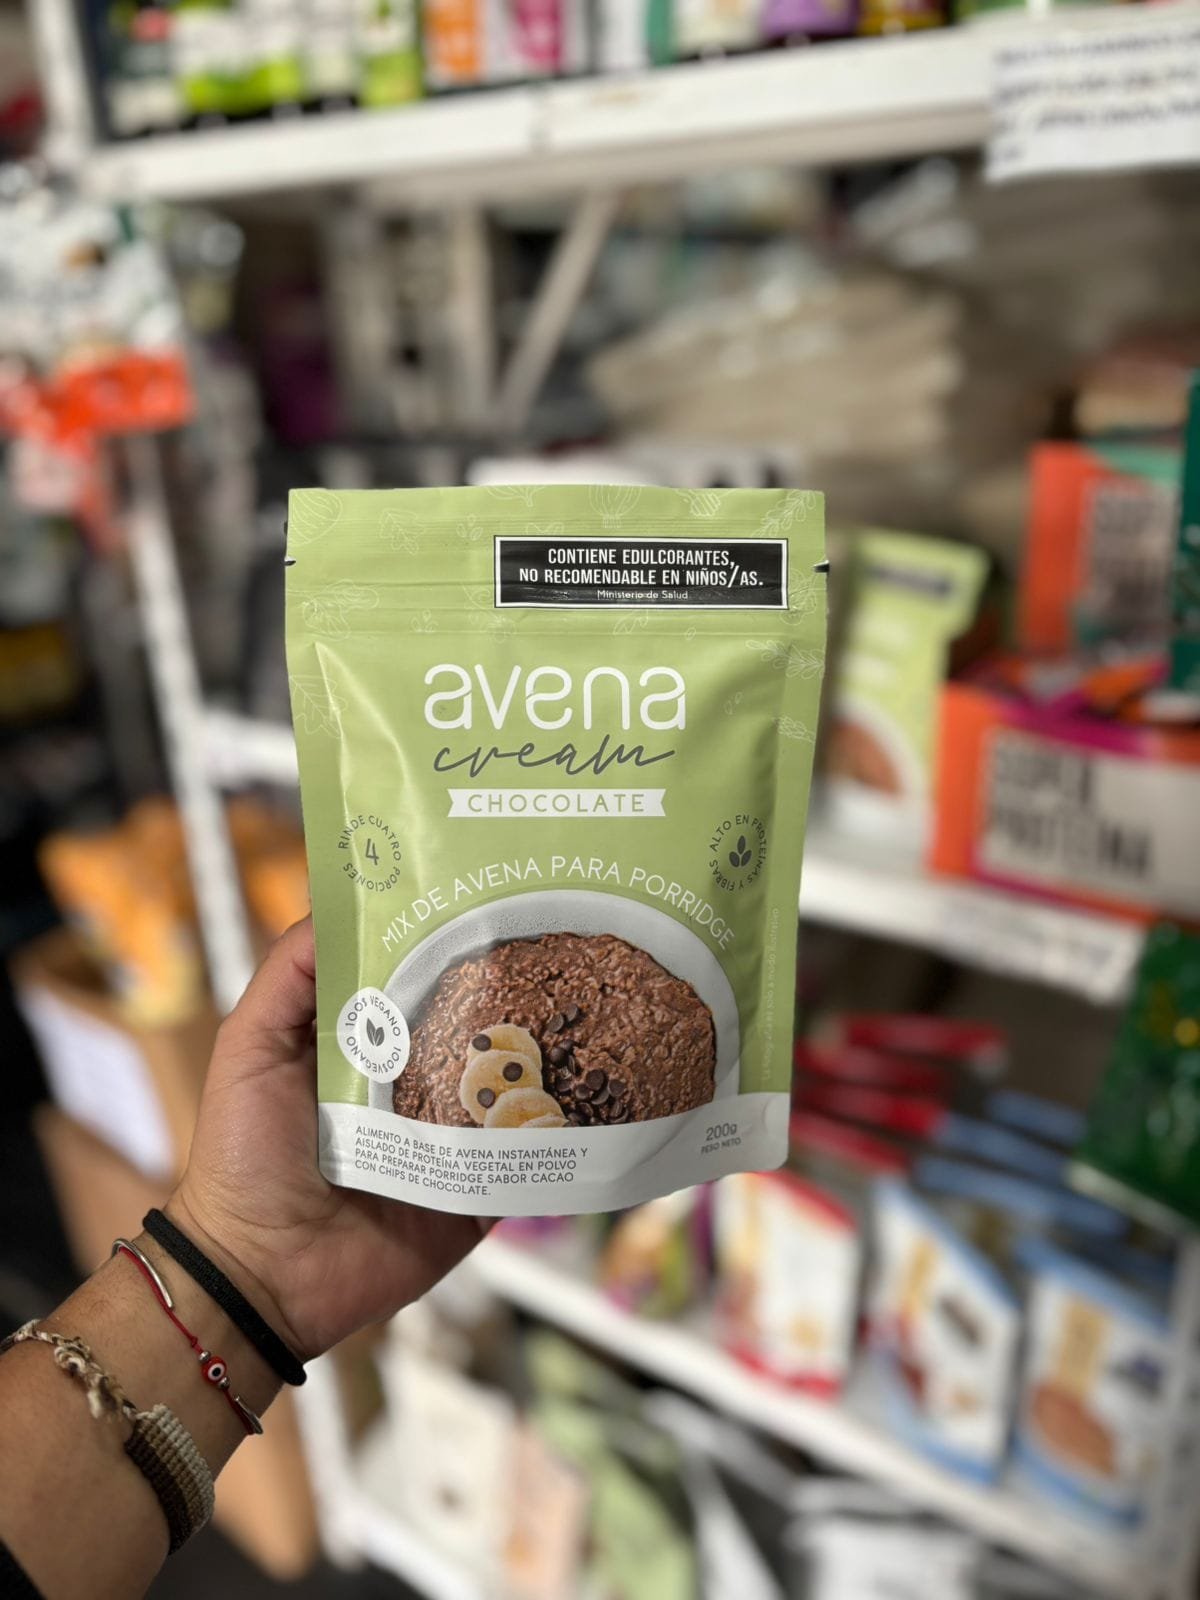 CONTIENE EDULCORANTES,
NO RECOMENDABLE EN NIÑOS/AS.
Ministerio de Salud
avena
cream
CHOCOLATE
RINDE CUATRO PORCIONES
4
ALTO EN PROTEÍNAS Y FIBRAS
MIX DE AVENA PARA PORRIDGE
100% VEGANO 100% VEGANO
ALIMENTO A BASE DE AVENA INSTANTÁNEA Y
AISLADO DE PROTEÍNA VEGETAL EN POLVO
PARA PREPARAR PORRIDGE SABOR CACAO
CON CHIPS DE CHOCOLATE.
200g
PESO NETO
SUPER
PROTEINA